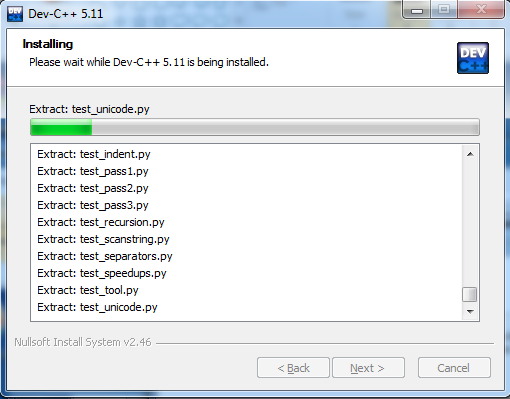 Dev-C++ 5.11
Installing
Please wait while Dev-C++ 5.11 is being installed.
DEV
C++
Extract: test_unicode.py
Extract: test_indent.py
Extract: test_pass1.py
Extract: test_pass2.py
Extract: test_pass3.py
Extract: test_recursion.py
Extract: test_scanstring.py
Extract: test_separators.py
Extract: test_speedups.py
Extract: test_tool.py
Extract: test_unicode.py
Nullsoft Install System v2.46
< Back
Next >
Cancel